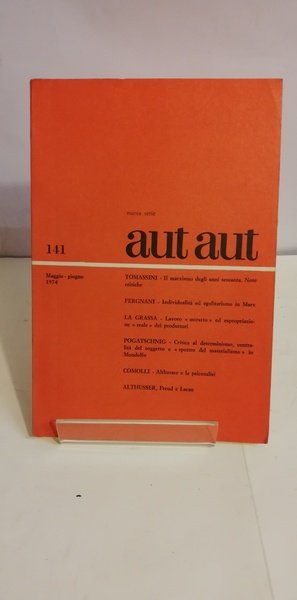 nuova serie
141
aut aut
Maggio - giugno
1974
TOMASSINI - Il marxismo degli anni sessanta. Note
critiche
FERGNANI - Individualità ed egalitarismo in Marx
LA GRASSA - Lavoro « astratto » ed espropriazio-
ne « reale » dei produttori
POGATSCHNIG - Critica al determinismo, centra-
lità del soggetto e « spettro del materialismo » in
Mondolfo
COMOLLI - Althusser e la psicoanalisi
ALTHUSSER, Freud e Lacan